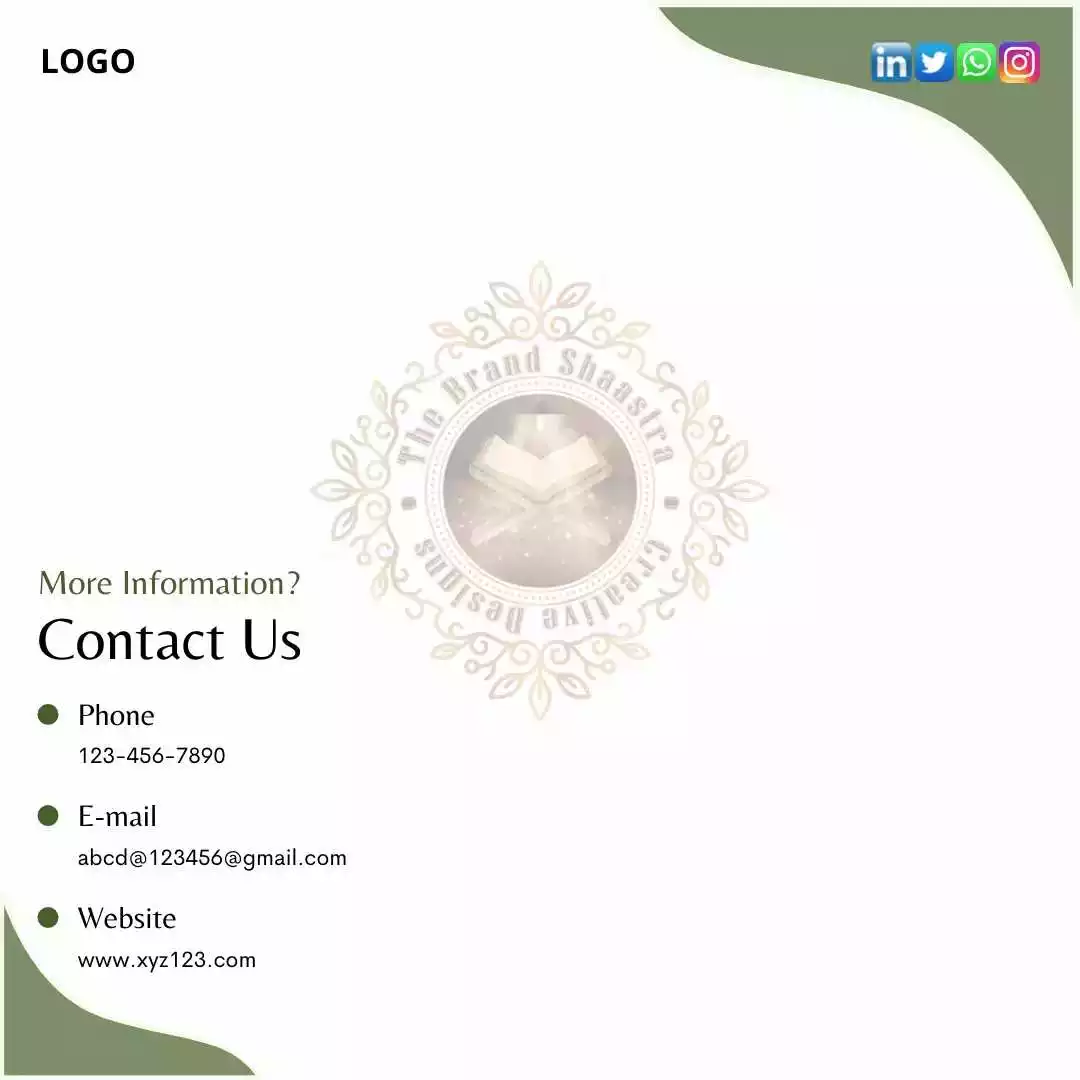 LOGO
in
The Brand Shaastra
Creative Designs
More Information?
Contact Us
Phone
123-456-7890
E-mail
abcd@123456@gmail.com
Website
www.xyz123.com